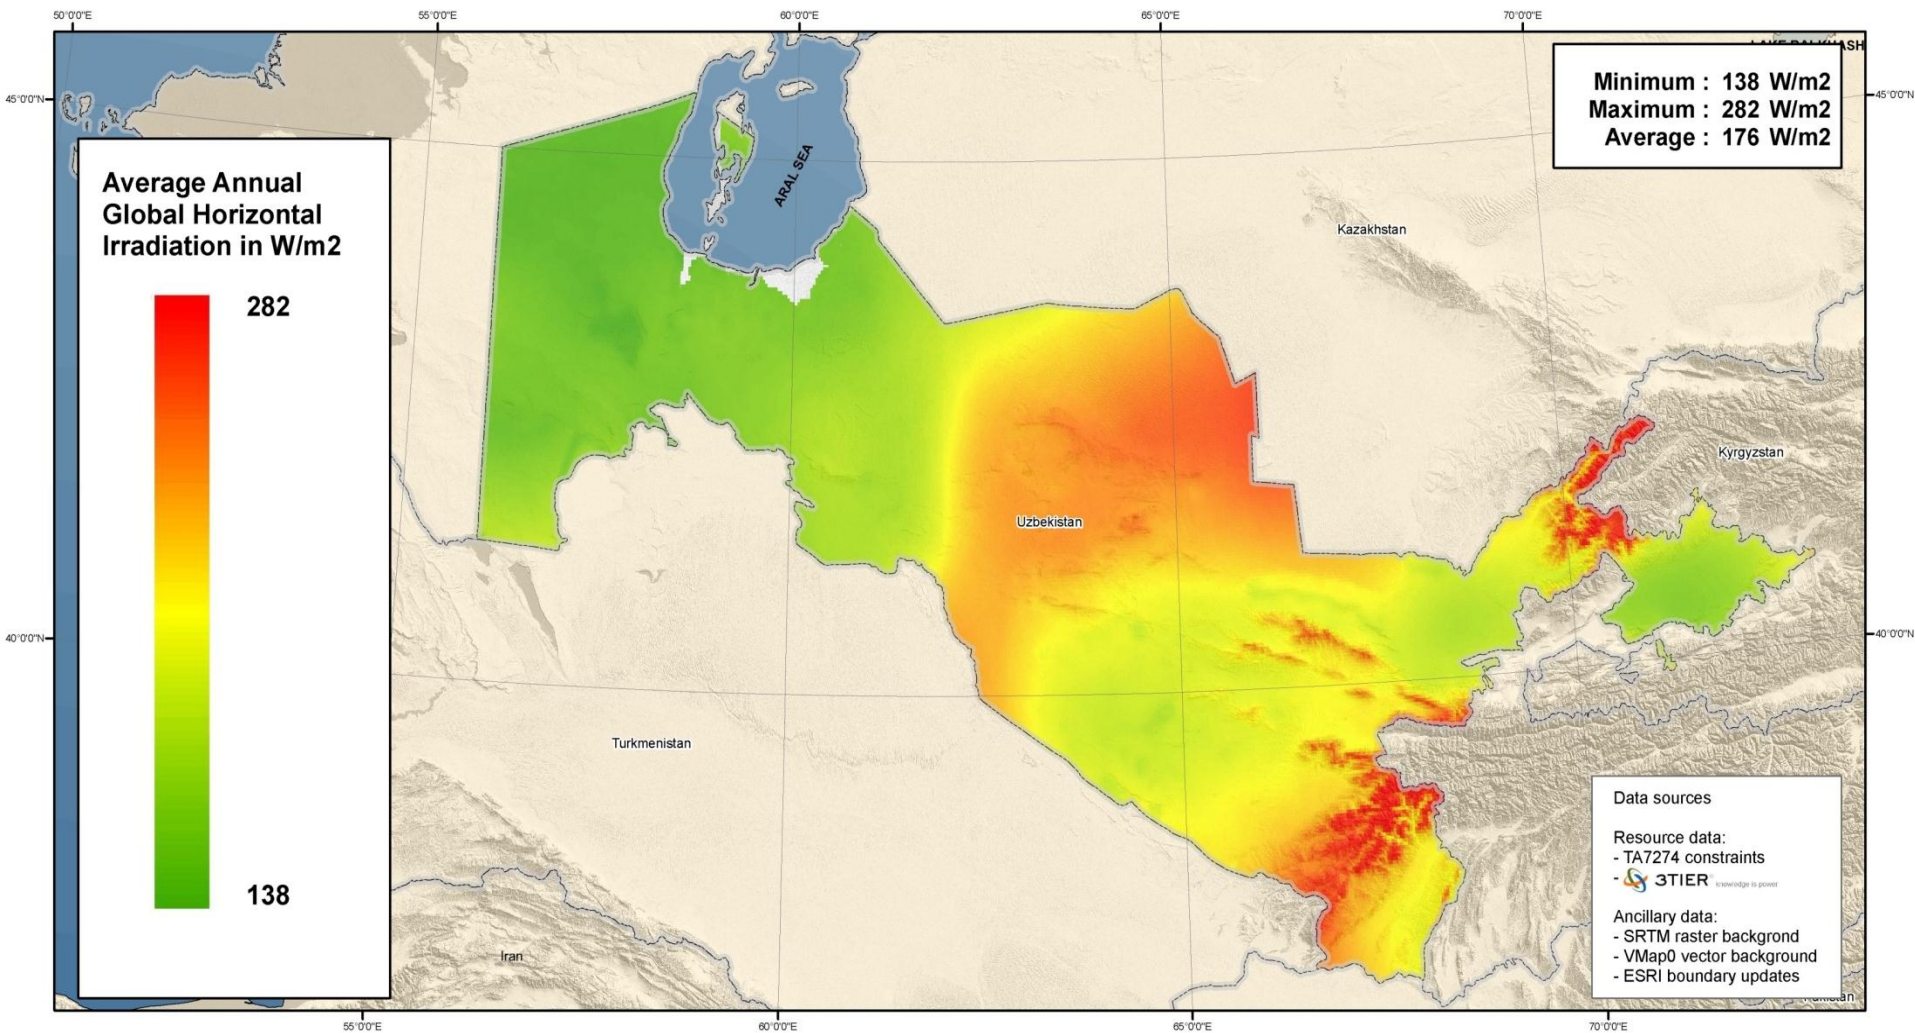 50°0'0"E
55°0'0"E
60°0'0"E
65°0'0"E
70°0'0"E
45°0'0"N
45°0'0"N
Minimum : 138 W/m2
Maximum : 282 W/m2
Average : 176 W/m2
Average Annual
Global Horizontal
Irradiation in W/m2
282
138
ARAL SEA
Kazakhstan
Kyrgyzstan
Uzbekistan
40°0'0"N
40°0'0"N
Turkmenistan
Iran
Data sources
Resource data:
- TA7274 constraints
- 3TIER knowledge is power
Ancillary data:
- SRTM raster backgrond
- VMap0 vector background
- ESRI boundary updates
55°0'0"E
60°0'0"E
65°0'0"E
70°0'0"E